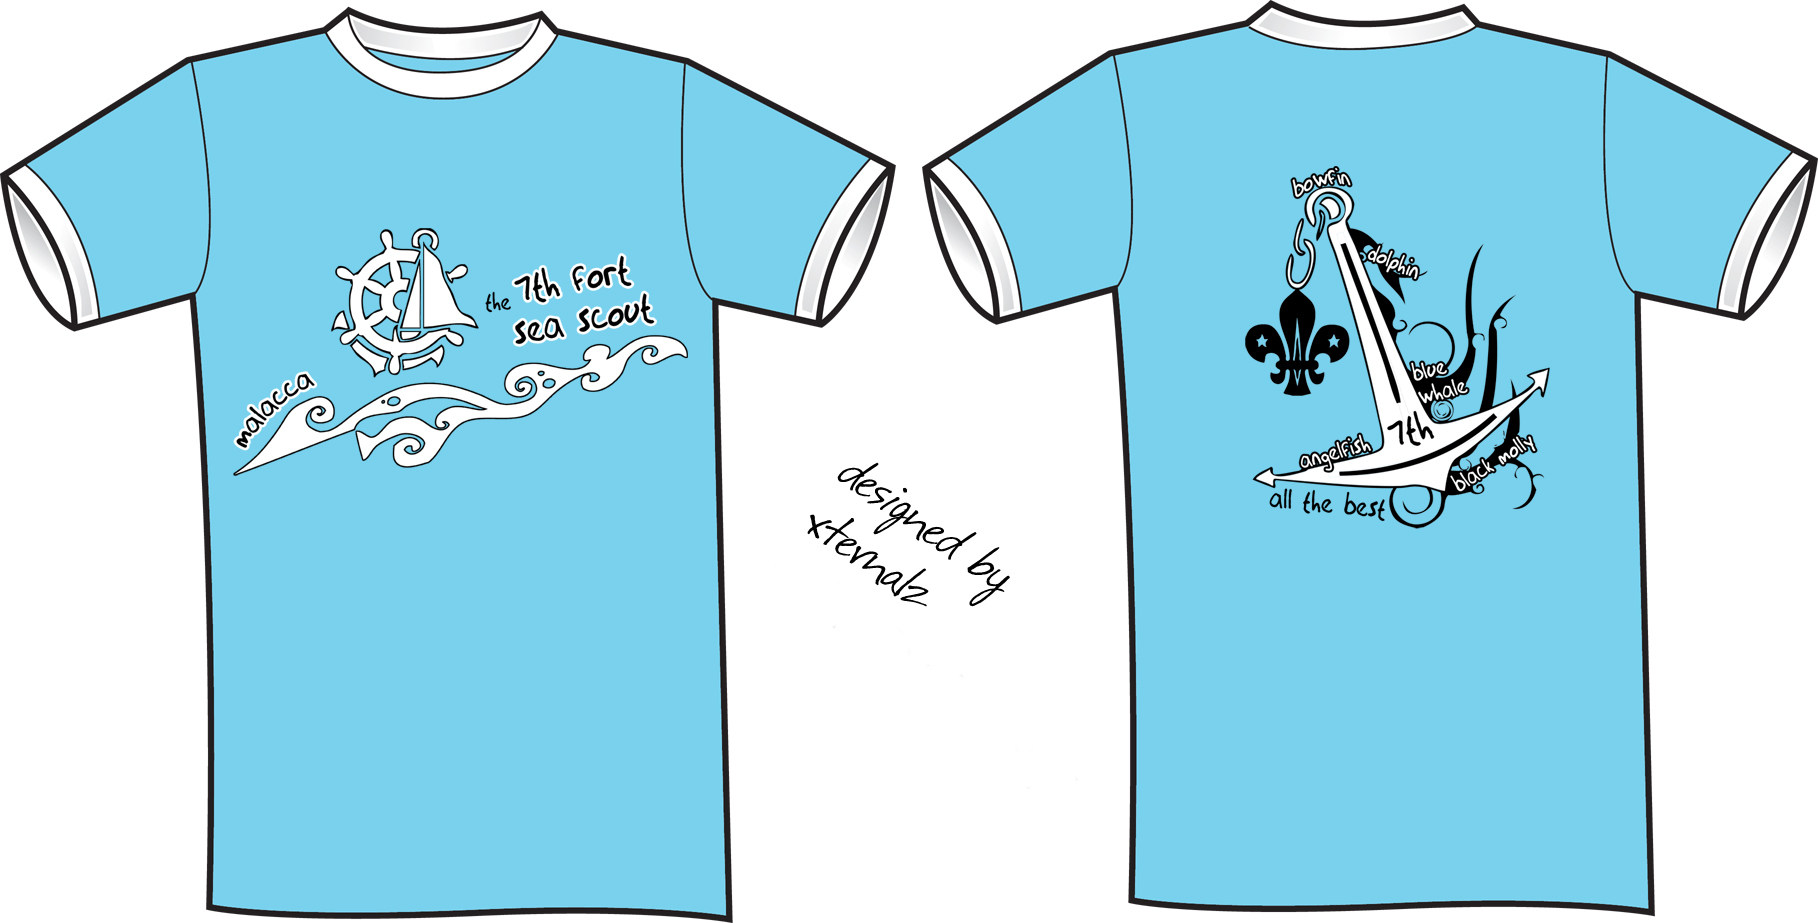 the 7th fort
sea scout
malacca
designed by
xternalz
bowfin
dolphin
blue
whale
7th
angelfish
black molly
all the best